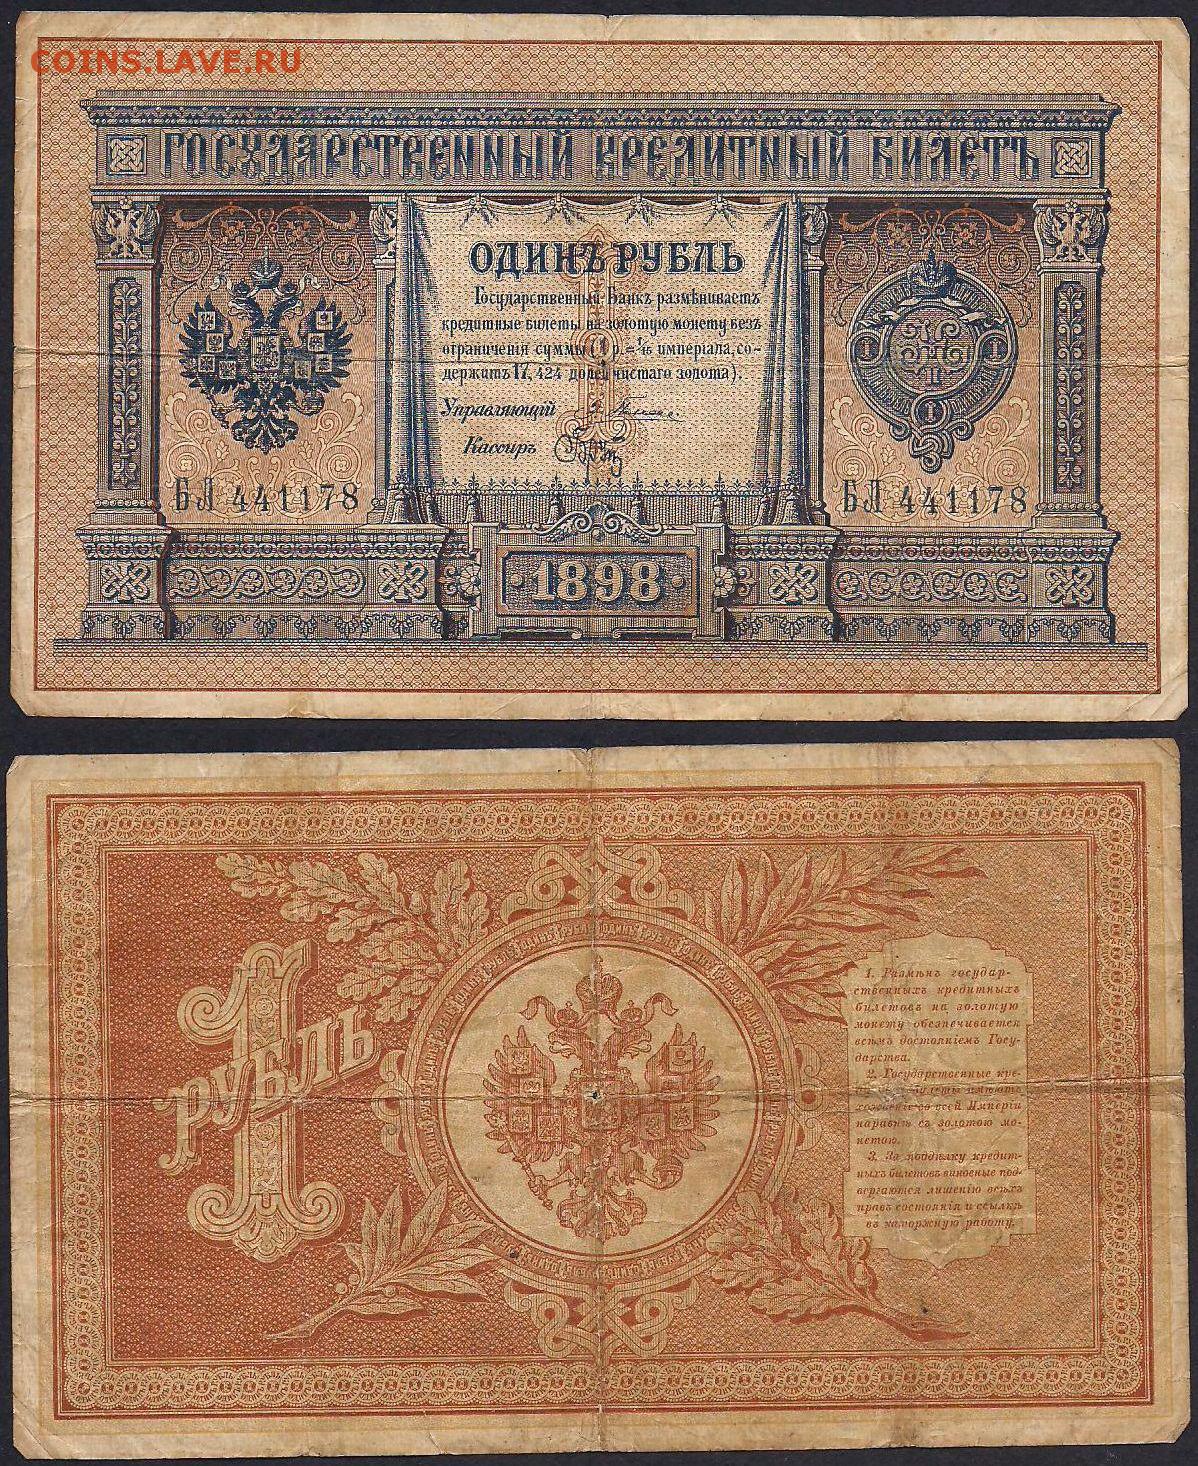 COINS.LAVE.RU
ГОСУДАРСТВЕННЫЙ КРЕДИТНЫЙ БИЛЕТЪ
ОДИНЪ РУБЛЬ
Государственный Банкъ размѣниваетъ
кредитные билеты на золотую монету безъ
ограниченія суммы (1 р. = 1/15 имперіала, со-
держитъ 17,424 долей чистаго золота).
Управляющій
Кассиръ
БЛ 441178
БЛ 441178
1898
1
РУБЛЬ
1. Размѣнъ государ-
ственныхъ кредитныхъ
билетовъ на золотую
монету обезпечивается
всѣмъ достояніемъ Госу-
дарства.
2. Государственные кре-
билеты имѣютъ
хожденіе во всей Имперіи
наравнѣ съ золотою мо-
нетою.
3. За поддѣлку кредит-
ныхъ билетовъ виновные под-
вергаются лишенію всѣхъ
правъ состоянія и ссылкѣ
въ каторжную работу.